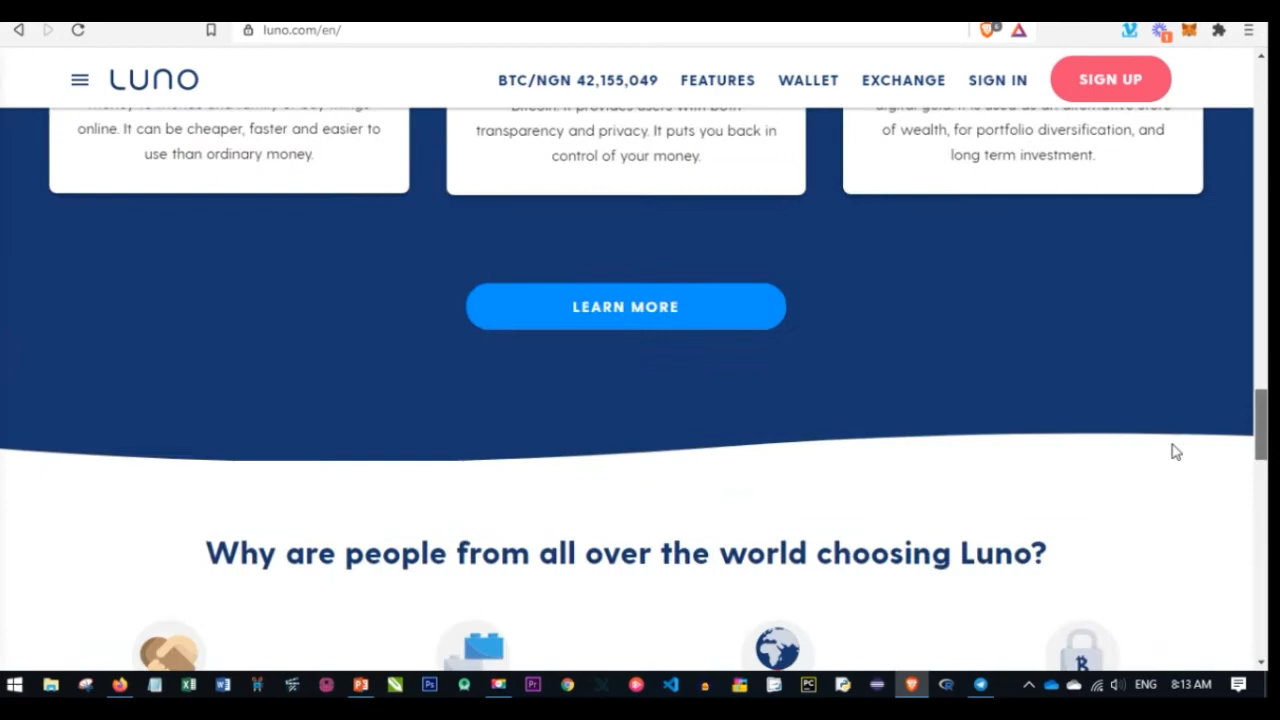 luno.com/en/
6
1
LUNO
BTC/NGN 42,155,049 FEATURES WALLET EXCHANGE SIGN IN SIGN UP
online. It can be cheaper, faster and easier to
use than ordinary money.
transparency and privacy. It puts you back in
control of your money.
of wealth, for portfolio diversification, and
long term investment.
LEARN MORE
Why are people from all over the world choosing Luno?
ENG 8:13 AM